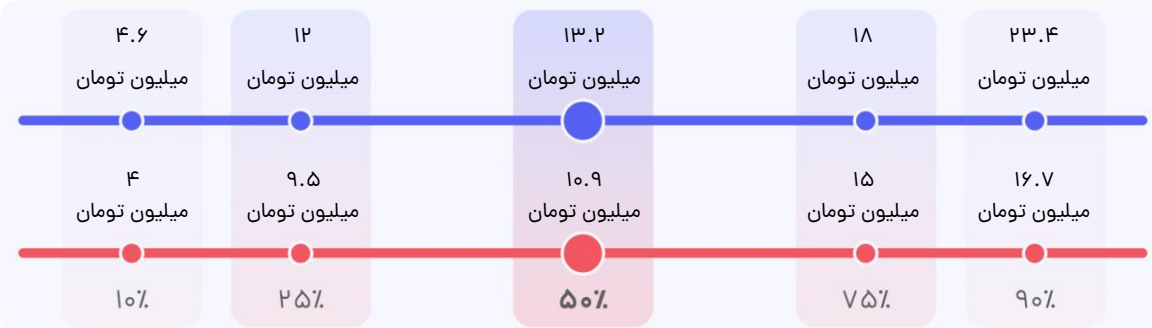 ۴.۶
میلیون تومان
۱۲
میلیون تومان
۱۳.۲
میلیون تومان
۱۸
میلیون تومان
۲۳.۴
میلیون تومان
۴
میلیون تومان
۹.۵
میلیون تومان
۱۰.۹
میلیون تومان
۱۵
میلیون تومان
۱۶.۷
میلیون تومان
۱۰٪
۲۵٪
۵۰٪
۷۵٪
۹۰٪